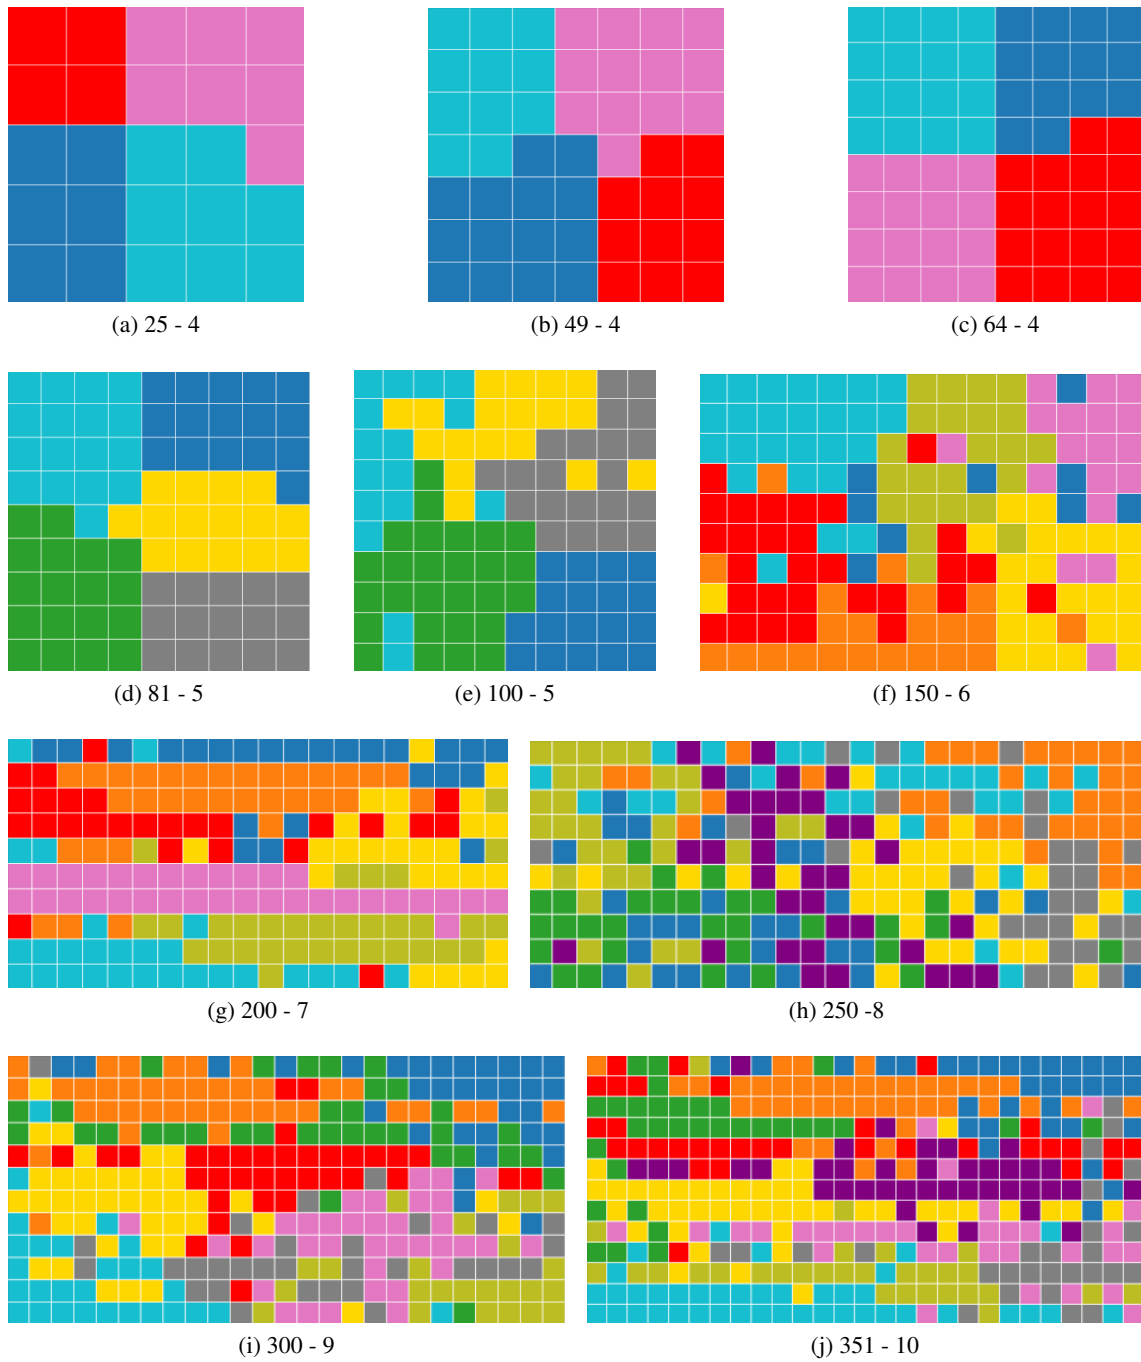 (a) 25 - 4
(b) 49 - 4
(c) 64 - 4
(d) 81 - 5
(e) 100 - 5
(f) 150 - 6
(g) 200 - 7
(h) 250 -8
(i) 300 - 9
(j) 351 - 10